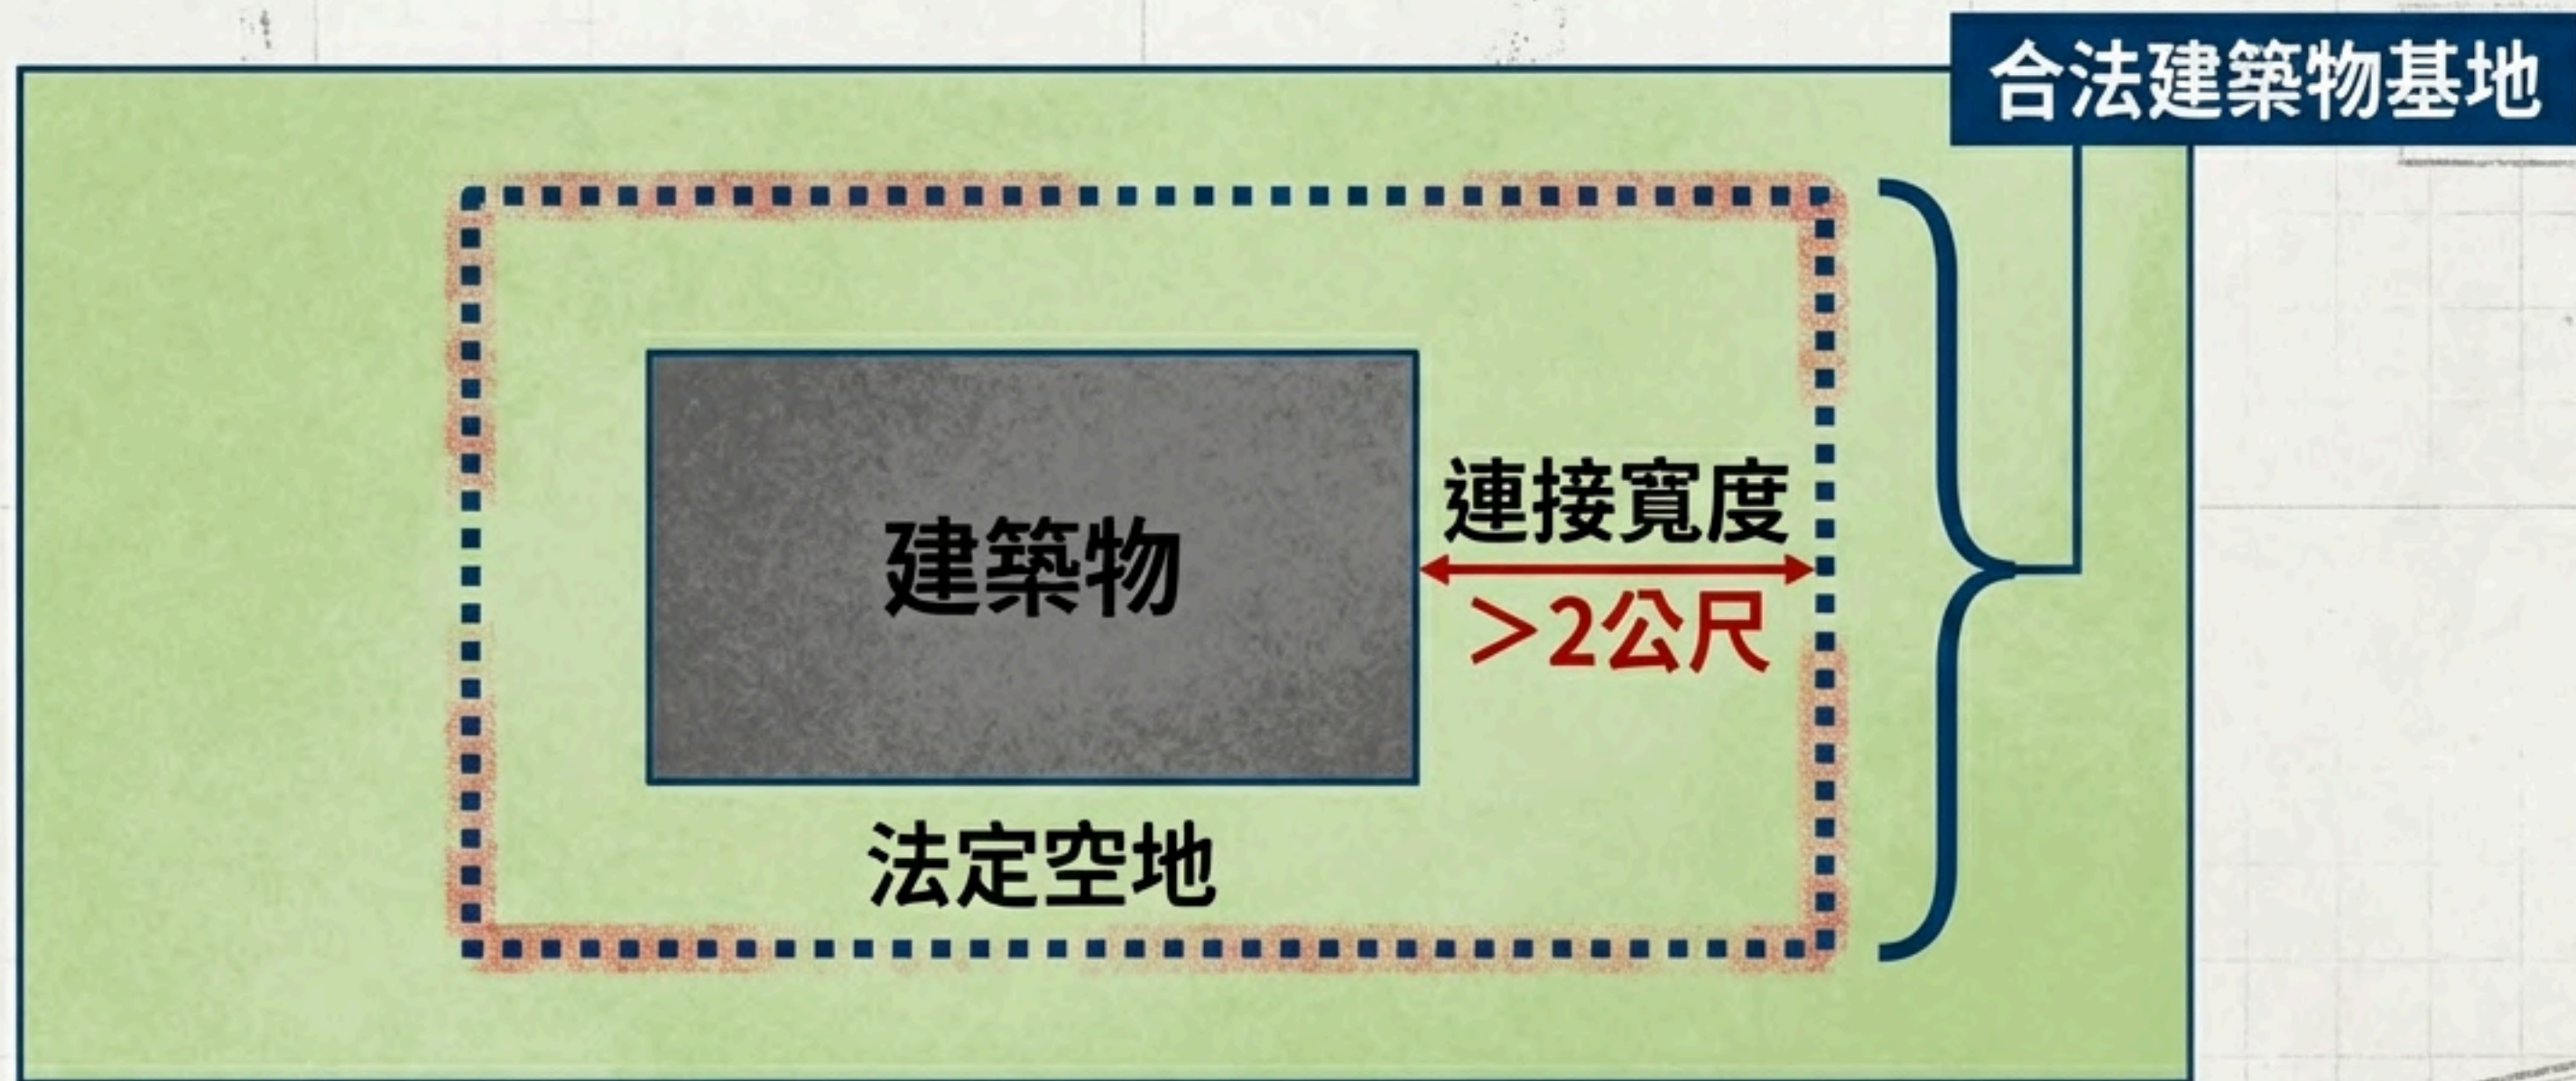 合法建築物基地
連接寬度
建築物
＞2公尺
法定空地